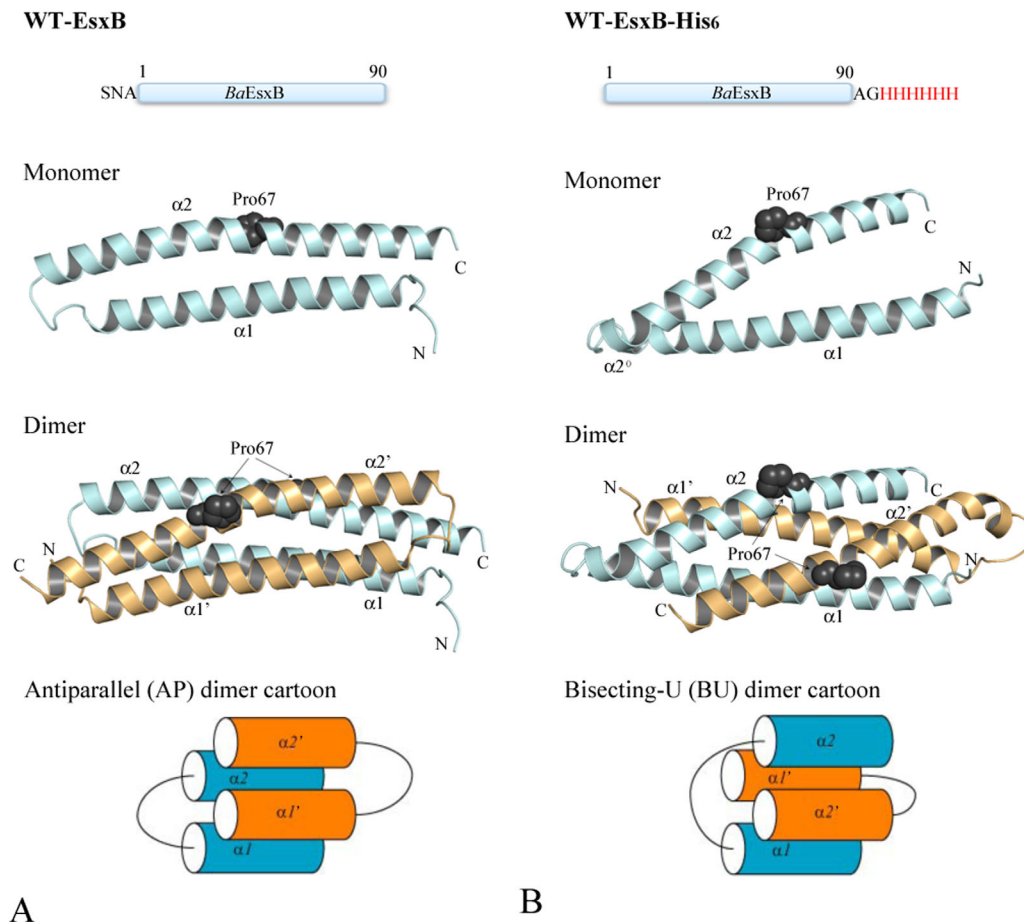 WT-EsxB
1 90
SNA BaEsxB
Monomer
α2 Pro67
C
α1
N
Dimer
Pro67
α2 α2'
C N
C
α1' α1
N
Antiparallel (AP) dimer cartoon
α2'
α2
α1'
α1
A
WT-EsxB-His6
1 90
BaEsxB AGHHHHHH
Monomer
Pro67
α2
C
N
α1
α2°
Dimer
N α1' α2
C
α2'
Pro67
N N
C
α1
Bisecting-U (BU) dimer cartoon
α2
α1'
α2'
α1
B